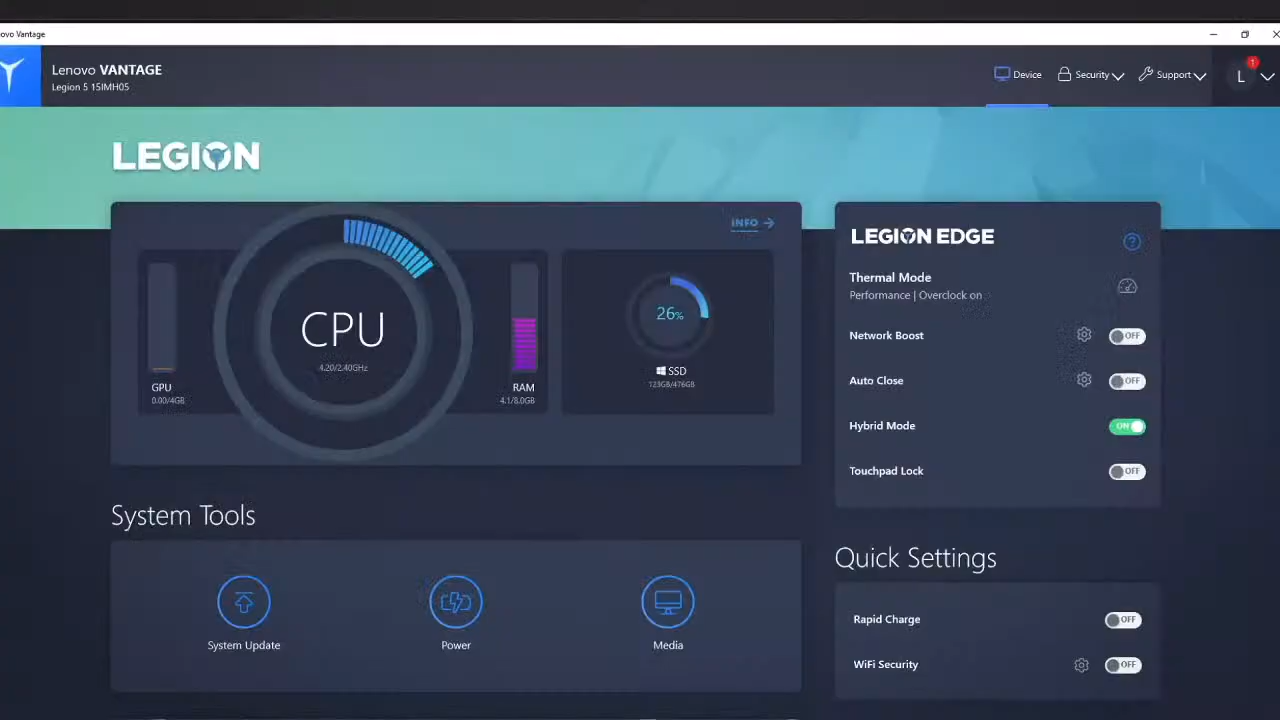 ovo Vantage
Lenovo VANTAGE
Legion 5 15IMH05
Device
Security
Support
L
1
LEGION
INFO
CPU
4.20/2.40GHz
GPU
0.00/4GB
RAM
4.1/8.0GB
26%
SSD
123GB/476GB
LEGION EDGE
?
Thermal Mode
Performance | Overclock on
Network Boost
OFF
Auto Close
OFF
Hybrid Mode
ON
Touchpad Lock
OFF
System Tools
System Update
Power
Media
Quick Settings
Rapid Charge
OFF
WiFi Security
OFF